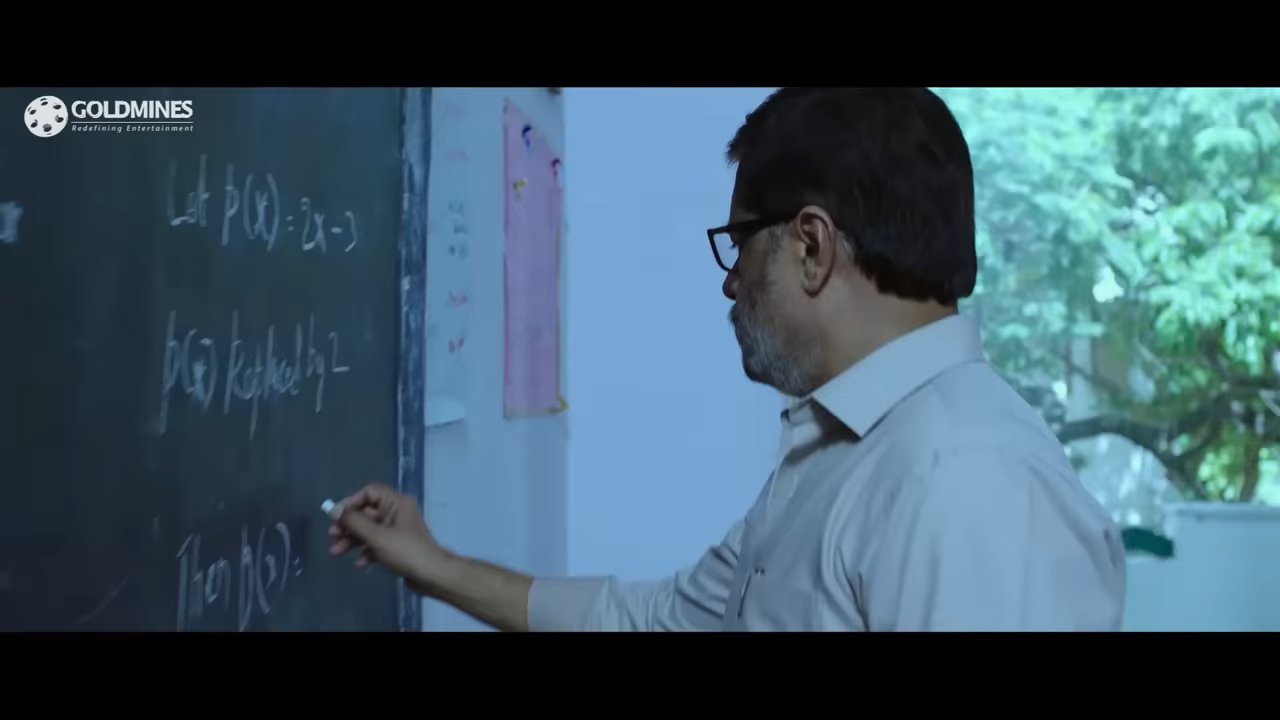 GOLDMINES
Redefining Entertainment
Let p(x) = 2x - 3
p(x) Replaced by 2
Then p(x) =